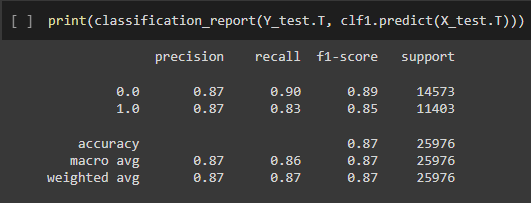 [ ] print(classification_report(Y_test.T, clf1.predict(X_test.T)))
precision recall f1-score support
0.0 0.87 0.90 0.89 14573
1.0 0.87 0.83 0.85 11403
accuracy 0.87 25976
macro avg 0.87 0.86 0.87 25976
weighted avg 0.87 0.87 0.87 25976